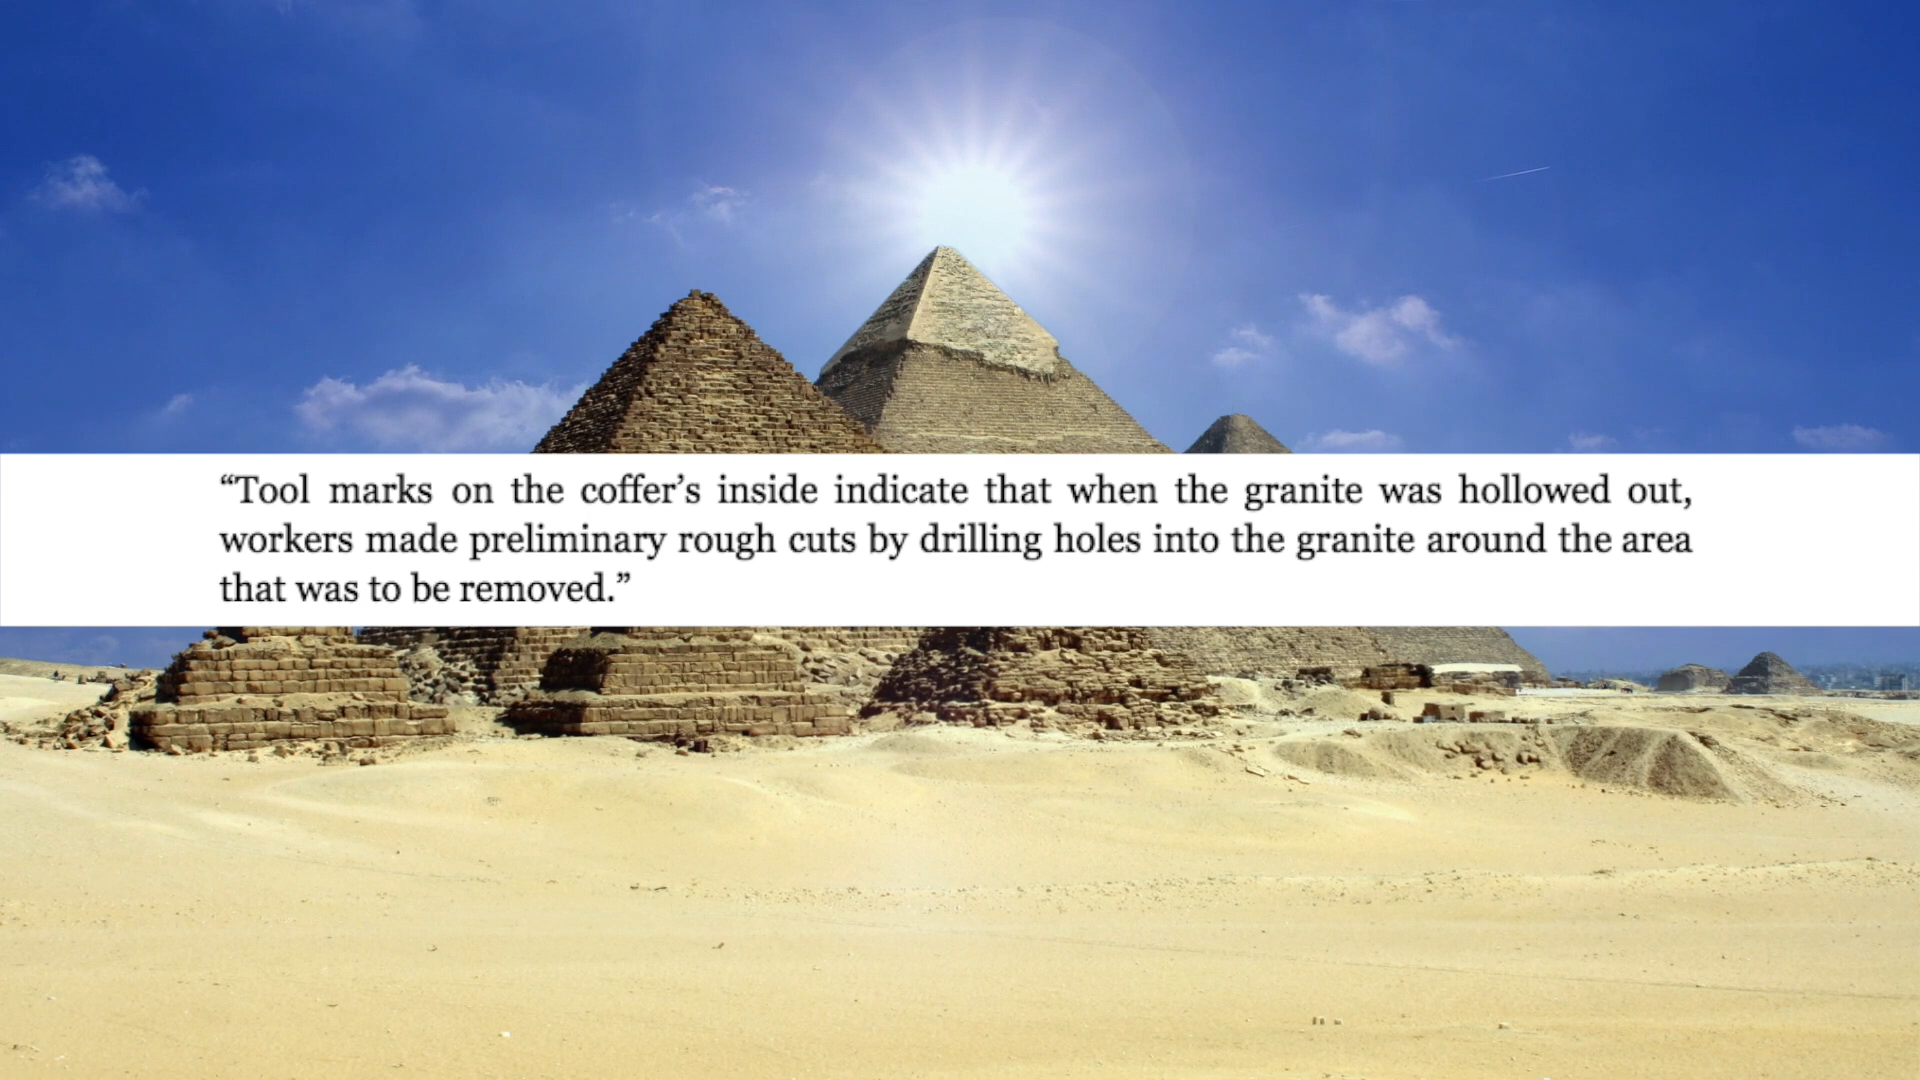 “Tool marks on the coffer’s inside indicate that when the granite was hollowed out,
workers made preliminary rough cuts by drilling holes into the granite around the area
that was to be removed.”